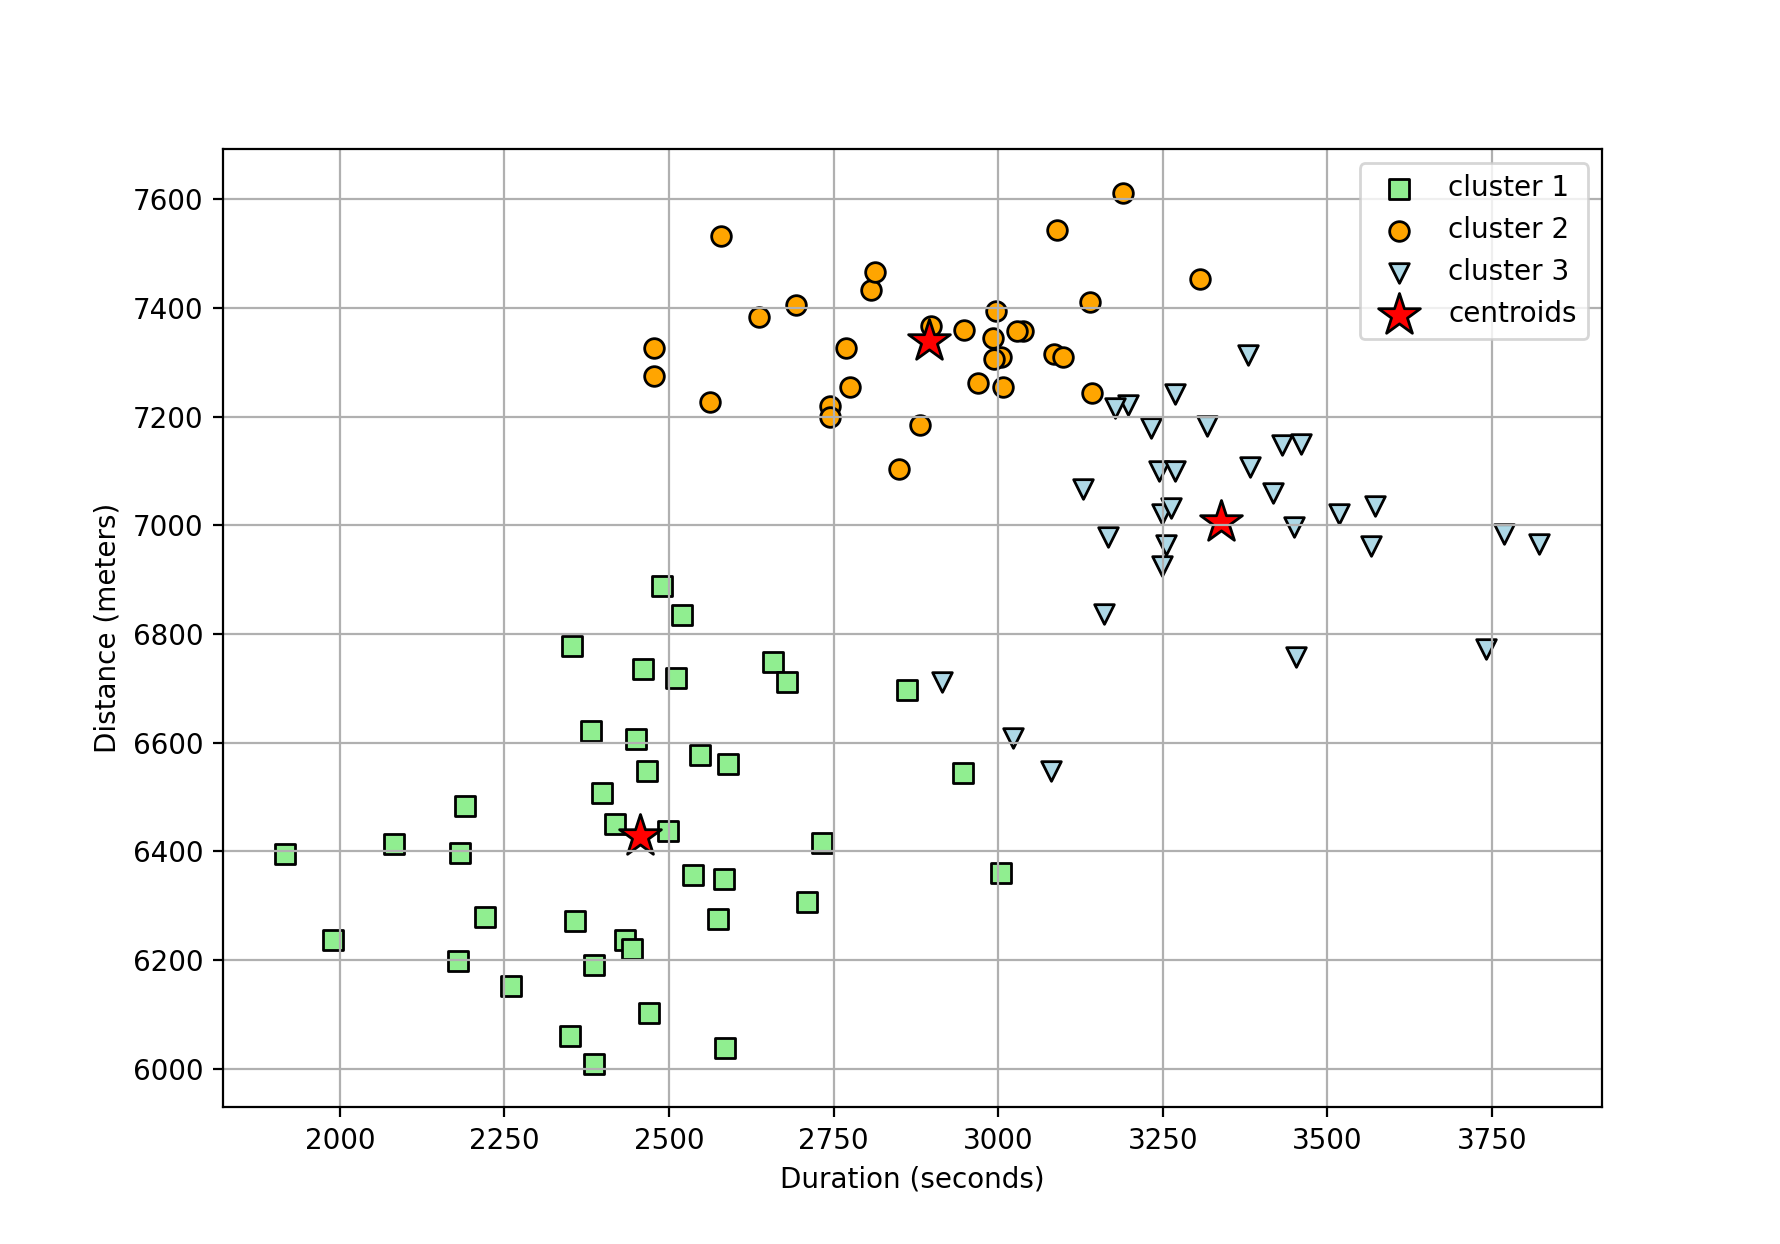 cluster 1
cluster 2
cluster 3
centroids
7600
7400
7200
7000
6800
6600
6400
6200
6000
Distance (meters)
2000 2250 2500 2750 3000 3250 3500 3750
Duration (seconds)